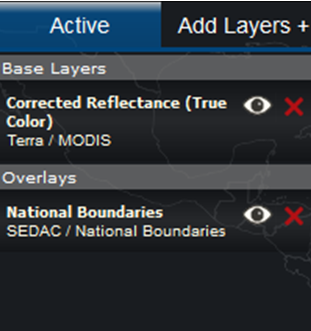 Active Add Layers +
Base Layers
Corrected Reflectance (True
Color)
Terra / MODIS
Overlays
National Boundaries
SEDAC / National Boundaries